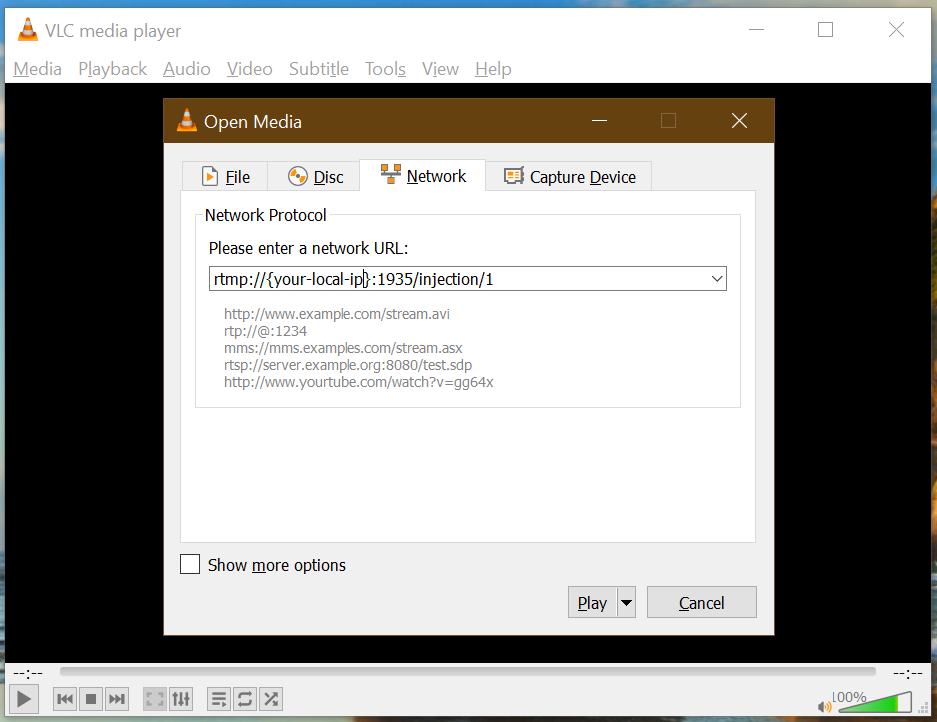 VLC media player
Media Playback Audio Video Subtitle Tools View Help
Open Media
File Disc Network Capture Device
Network Protocol
Please enter a network URL:
rtmp://{your-local-ip}:1935/injection/1
http://www.example.com/stream.avi
rtp://@:1234
mms://mms.examples.com/stream.asx
rtsp://server.example.org:8080/test.sdp
http://www.yourtube.com/watch?v=gg64x
Show more options
Play Cancel
--:-- --:--
100%